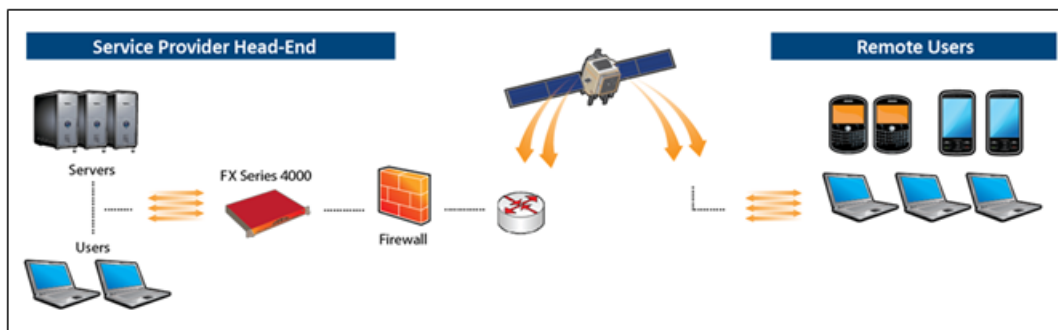 Service Provider Head-End
Remote Users
Servers
FX Series 4000
Firewall
Users